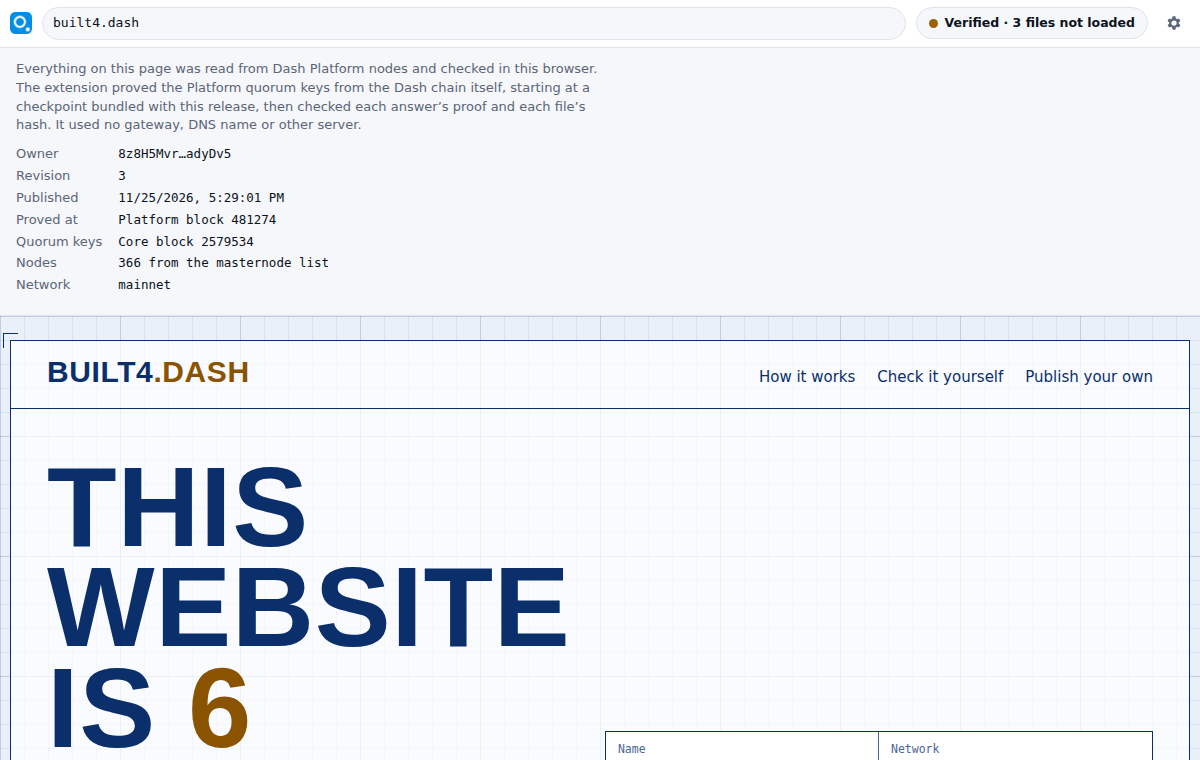 built4.dash
Verified · 3 files not loaded
Everything on this page was read from Dash Platform nodes and checked in this browser.
The extension proved the Platform quorum keys from the Dash chain itself, starting at a
checkpoint bundled with this release, then checked each answer’s proof and each file’s
hash. It used no gateway, DNS name or other server.
Owner 8z8H5Mvr…adyDv5
Revision 3
Published 11/25/2026, 5:29:01 PM
Proved at Platform block 481274
Quorum keys Core block 2579534
Nodes 366 from the masternode list
Network mainnet
BUILT4.DASH
How it works Check it yourself Publish your own
THIS
WEBSITE
IS 6
Name Network